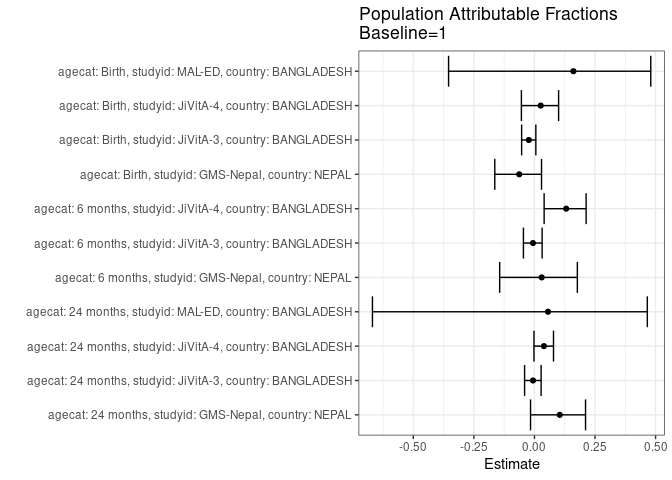 Population Attributable Fractions
Baseline=1
agecat: Birth, studyid: MAL-ED, country: BANGLADESH
agecat: Birth, studyid: JiVitA-4, country: BANGLADESH
agecat: Birth, studyid: JiVitA-3, country: BANGLADESH
agecat: Birth, studyid: GMS-Nepal, country: NEPAL
agecat: 6 months, studyid: JiVitA-4, country: BANGLADESH
agecat: 6 months, studyid: JiVitA-3, country: BANGLADESH
agecat: 6 months, studyid: GMS-Nepal, country: NEPAL
agecat: 24 months, studyid: MAL-ED, country: BANGLADESH
agecat: 24 months, studyid: JiVitA-4, country: BANGLADESH
agecat: 24 months, studyid: JiVitA-3, country: BANGLADESH
agecat: 24 months, studyid: GMS-Nepal, country: NEPAL
-0.50 -0.25 0.00 0.25 0.50
Estimate